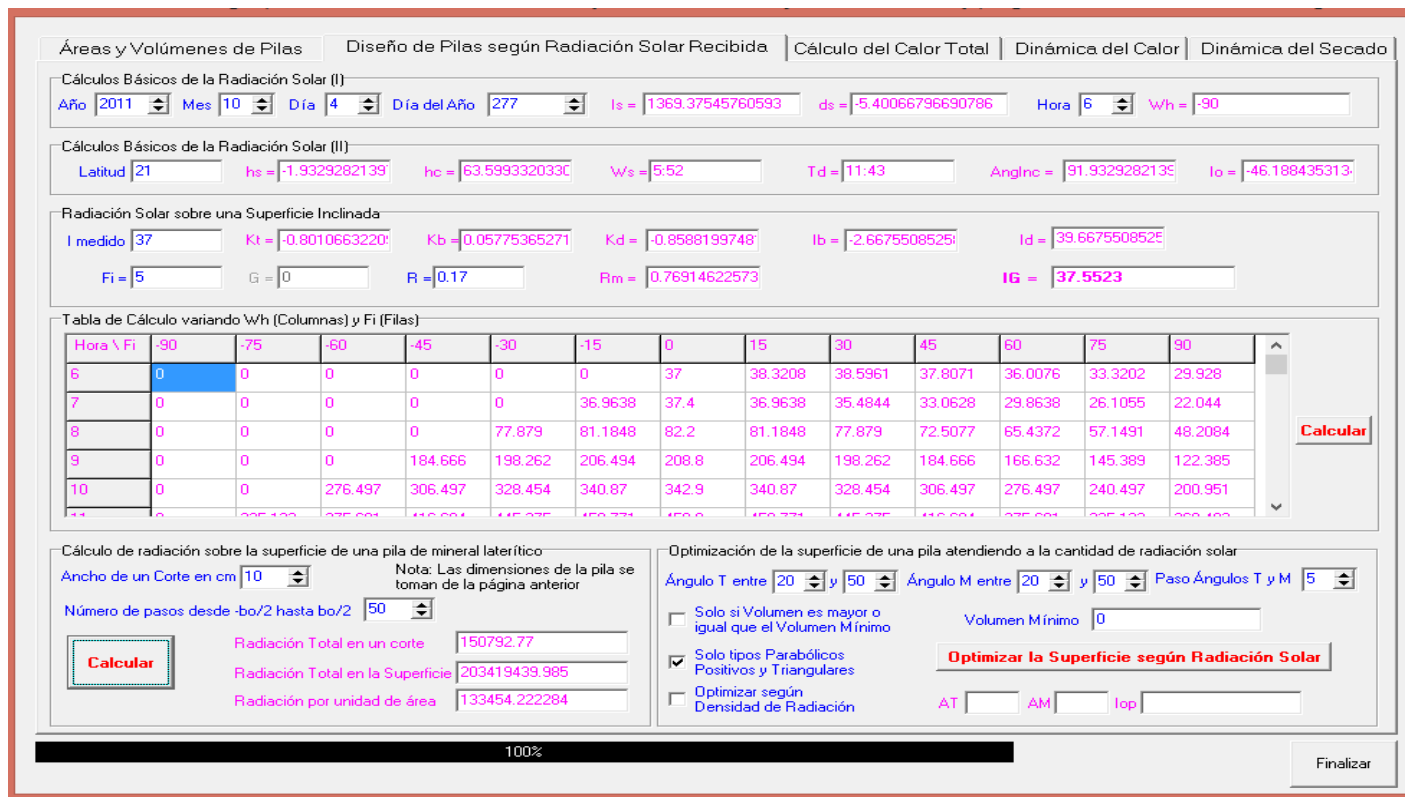 Áreas y Volúmenes de Pilas Diseño de Pilas según Radiación Solar Recibida Cálculo del Calor Total Dinámica del Calor Dinámica del Secado
Cálculos Básicos de la Radiación Solar (I)
Año 2011 Mes 10 Día 4 Día del Año 277 Is = 1369.37545760593 ds = -5.40066796690786 Hora 6 Wh = -90
Cálculos Básicos de la Radiación Solar (II)
Latitud 21 hs = -1.9329282139 hc = 63.5993320330 Ws = 5:52 Td = 11:43 AngInc = 91.9329282139 Io = -46.188435313
Radiación Solar sobre una Superficie Inclinada
I medido 37 Kt = -0.8010663220 Kb = 0.05775365271 Kd = -0.8588199748 Ib = -2.6675508525 Id = 39.6675508525
Fi = 5 G = 0 R = 0.17 Rm = 0.76914622573 IG = 37.5523
Tabla de Cálculo variando Wh (Columnas) y Fi (Filas)
Hora \ Fi -90 -75 -60 -45 -30 -15 0 15 30 45 60 75 90
6 0 0 0 0 0 0 37 38.3208 38.5961 37.8071 36.0076 33.3202 29.928
7 0 0 0 0 0 36.9638 37.4 36.9638 35.4844 33.0628 29.8638 26.1055 22.044
8 0 0 0 0 77.879 81.1848 82.2 81.1848 77.879 72.5077 65.4372 57.1491 48.2084
Calcular
9 0 0 0 184.666 198.262 206.494 208.8 206.494 198.262 184.666 166.632 145.389 122.385
10 0 0 276.497 306.497 328.454 340.87 342.9 340.87 328.454 306.497 276.497 240.497 200.951
Cálculo de radiación sobre la superficie de una pila de mineral laterítico
Ancho de un Corte en cm 10
Nota: Las dimensiones de la pila se
toman de la página anterior
Número de pasos desde -bo/2 hasta bo/2 50
Calcular
Radiación Total en un corte 150792.77
Radiación Total en la Superficie 203419439.985
Radiación por unidad de área 133454.222284
Optimización de la superficie de una pila atendiendo a la cantidad de radiación solar
Ángulo T entre 20 y 50 Ángulo M entre 20 y 50 Paso Ángulos T y M 5
Solo si Volumen es mayor o
igual que el Volumen Mínimo
Volumen Mínimo 0
Solo tipos Parabólicos
Positivos y Triangulares
Optimizar la Superficie según Radiación Solar
Optimizar según
Densidad de Radiación
AT AM Iop
100%
Finalizar